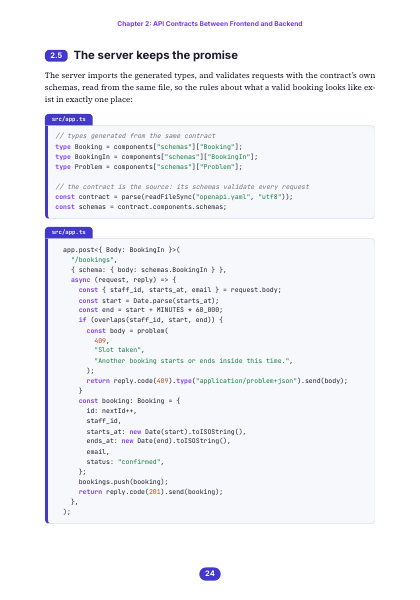 Chapter 2: API Contracts Between Frontend and Backend
2.5 The server keeps the promise
The server imports the generated types, and validates requests with the contract's own
schemas, read from the same file, so the rules about what a valid booking looks like ex-
ist in exactly one place:
src/app.ts
// types generated from the same contract
type Booking = components["schemas"]["Booking"];
type BookingIn = components["schemas"]["BookingIn"];
type Problem = components["schemas"]["Problem"];
// the contract is the source: its schemas validate every request
const contract = parse(readFileSync("openapi.yaml", "utf8"));
const schemas = contract.components.schemas;
src/app.ts
app.post<{ Body: BookingIn }>(
"/bookings",
{ schema: { body: schemas.BookingIn } },
async (request, reply) => {
const { staff_id, starts_at, email } = request.body;
const start = Date.parse(starts_at);
const end = start + MINUTES * 60_000;
if (overlaps(staff_id, start, end)) {
const body = problem(
409,
"Slot taken",
"Another booking starts or ends inside this time.",
);
return reply.code(409).type("application/problem+json").send(body);
}
const booking: Booking = {
id: nextId++,
staff_id,
starts_at: new Date(start).toISOString(),
ends_at: new Date(end).toISOString(),
email,
status: "confirmed",
};
bookings.push(booking);
return reply.code(201).send(booking);
},
);
24